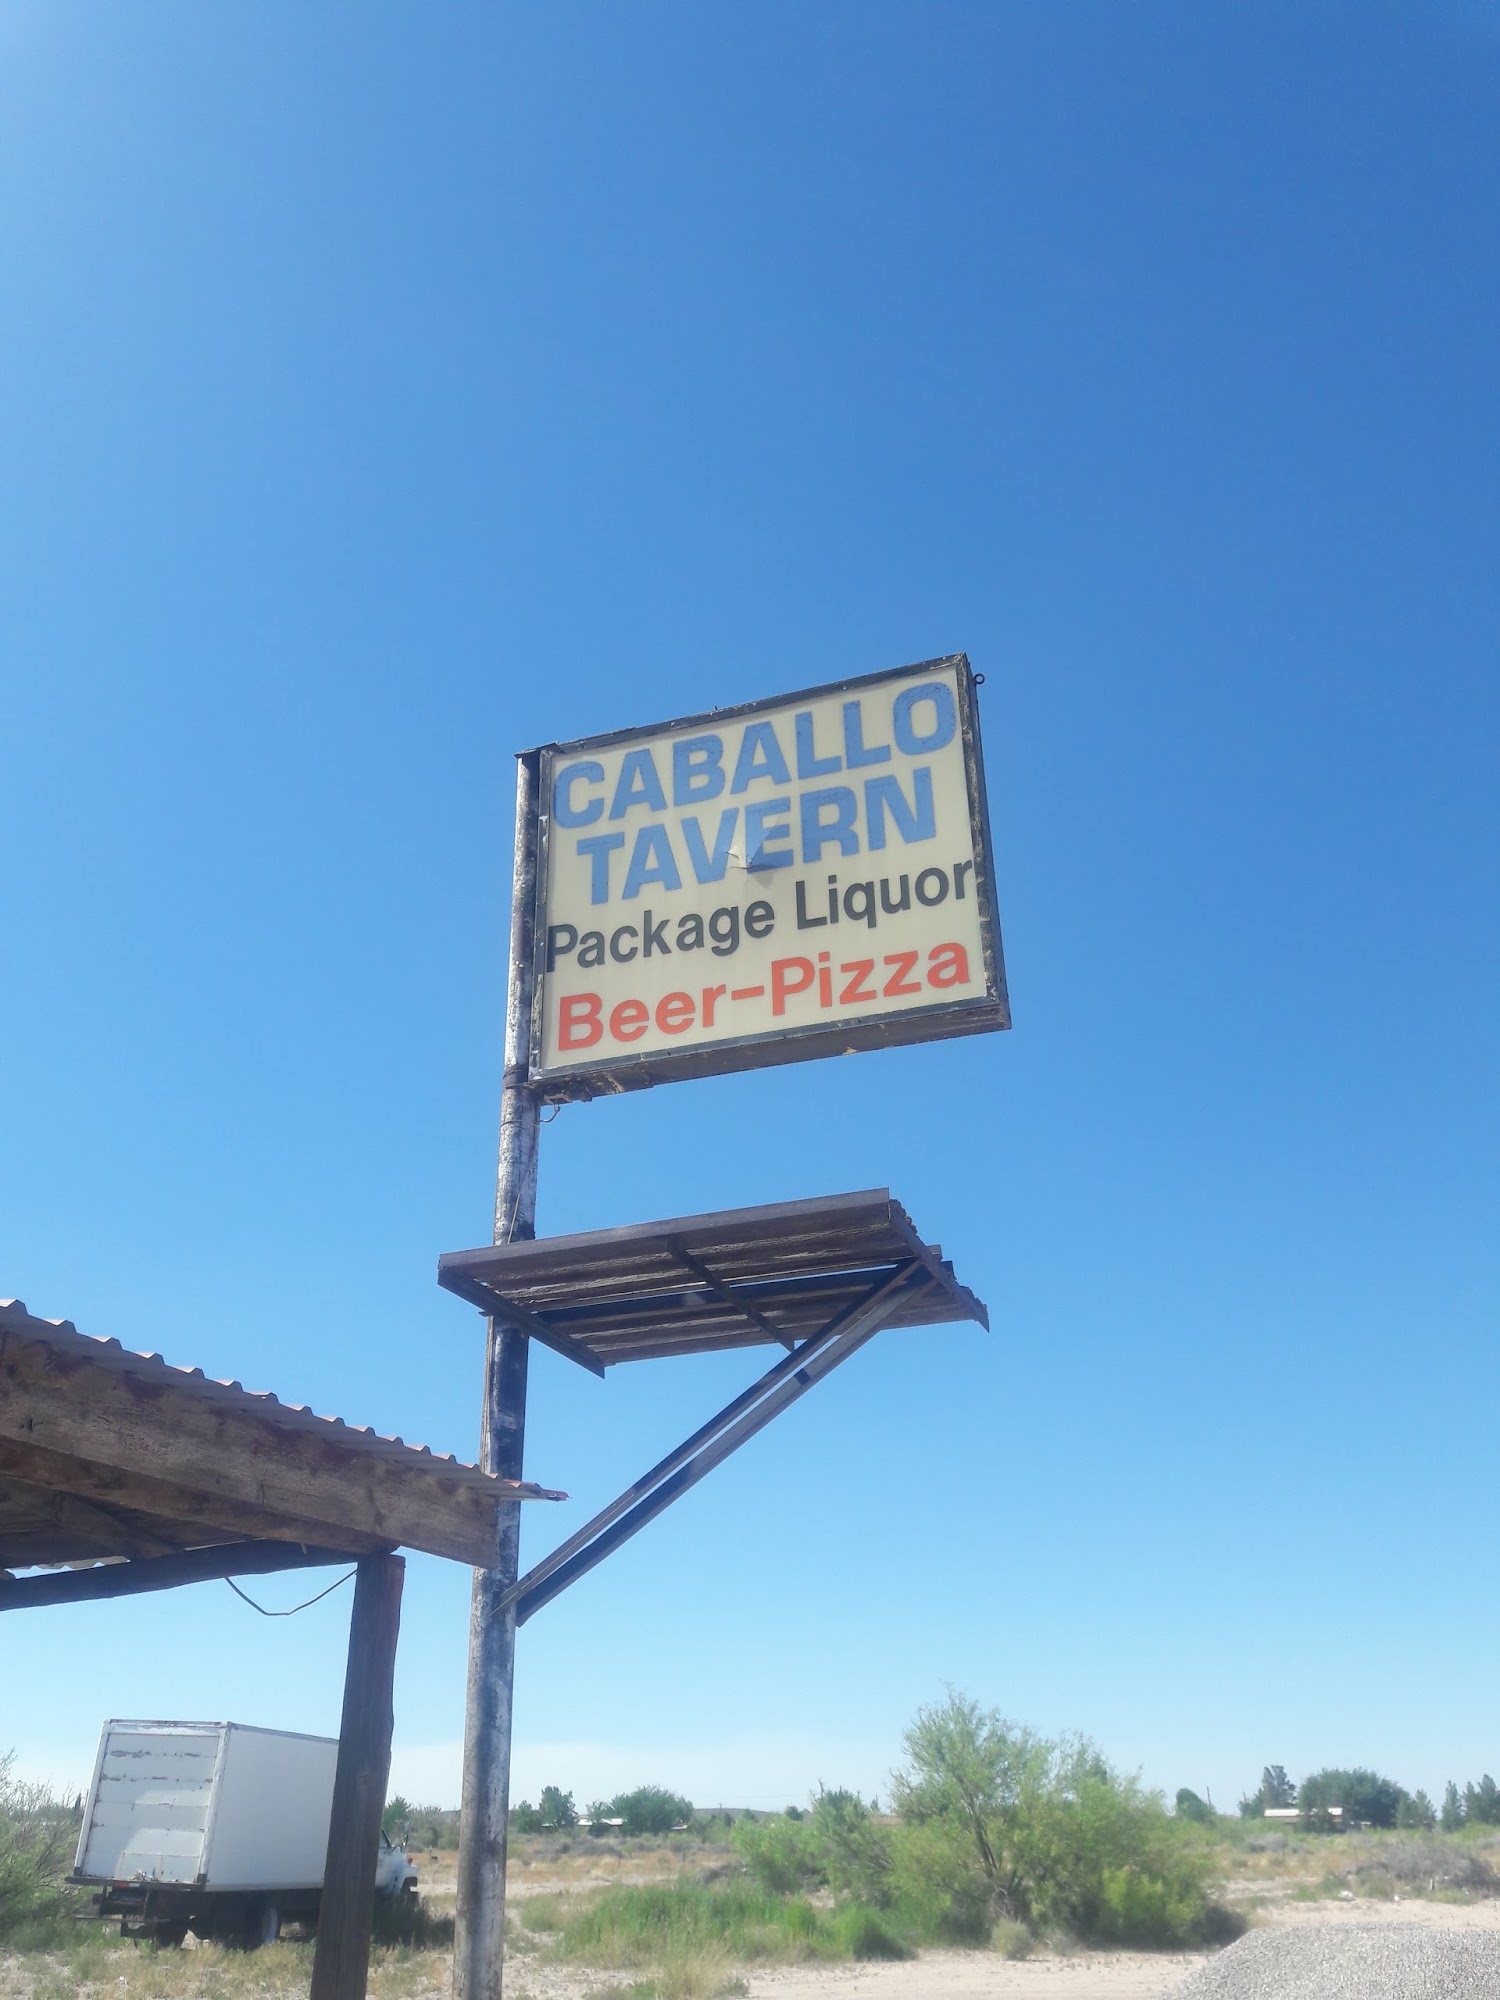 CABALLO
TAVERN
Package Liquor
Beer-Pizza